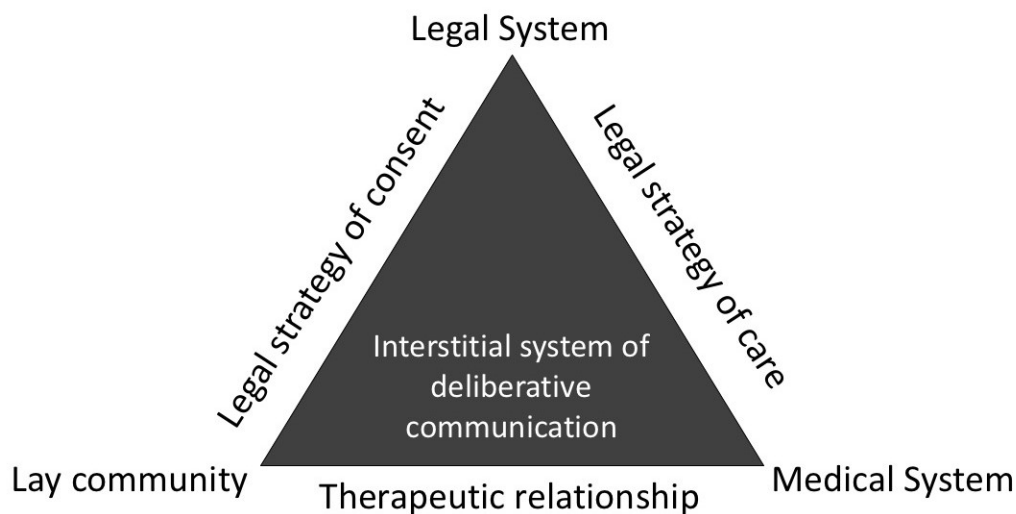 Legal System
Legal strategy of consent
Legal strategy of care
Interstitial system of
deliberative
communication
Lay community
Therapeutic relationship
Medical System